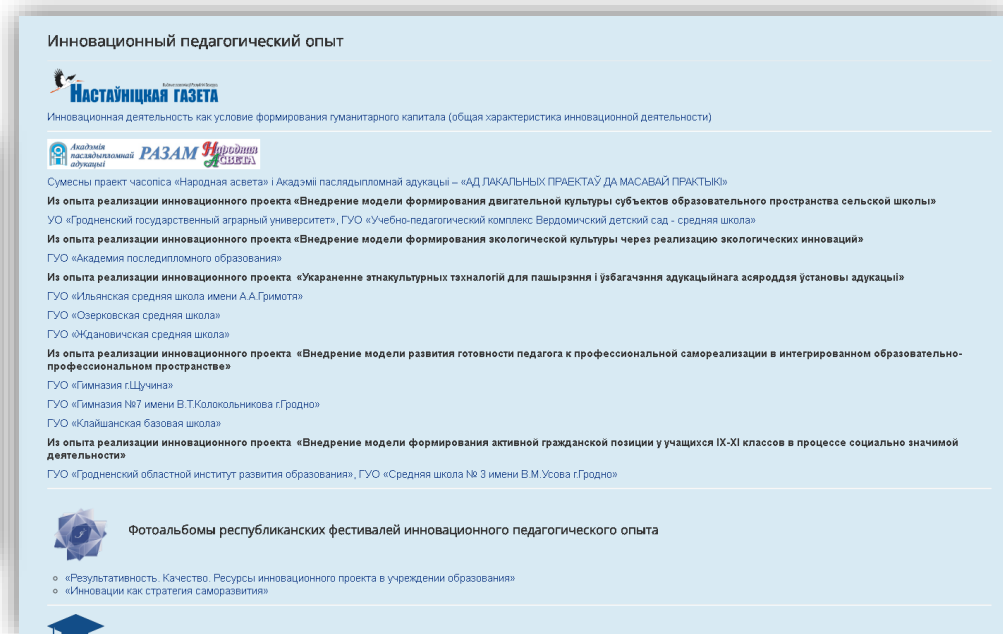 Инновационный педагогический опыт
НАСТАЎНІЦКАЯ ГАЗЕТА
Инновационная деятельность как условие формирования гуманитарного капитала (общая характеристика инновационной деятельности)
Акадэмія
паслядыпломнай
адукацыі
РАЗАМ
Народная
АСВЕТА
Сумесны праект часопіса «Народная асвета» і Акадэміі паслядыпломнай адукацыі – «АД ЛАКАЛЬНЫХ ПРАЕКТАЎ ДА МАСАВАЙ ПРАКТЫКІ»
Из опыта реализации инновационного проекта «Внедрение модели формирования двигательной культуры субъектов образовательного пространства сельской школы»
УО «Гродненский государственный аграрный университет», ГУО «Учебно-педагогический комплекс Вердомичский детский сад - средняя школа»
Из опыта реализации инновационного проекта «Внедрение модели формирования экологической культуры через реализацию экологических инноваций»
ГУО «Академия последипломного образования»
Из опыта реализации инновационного проекта «Укараненне этнакультурных тэхналогій для пашырэння і ўзбагачэння адукацыйнага асяроддзя ўстановы адукацыі»
ГУО «Ильянская средняя школа имени А.А.Гримотя»
ГУО «Озерковская средняя школа»
ГУО «Ждановичская средняя школа»
Из опыта реализации инновационного проекта «Внедрение модели развития готовности педагога к профессиональной самореализации в интегрированном образовательно-
профессиональном пространстве»
ГУО «Гимназия г.Щучина»
ГУО «Гимназия №7 имени В.Т.Колокольникова г.Гродно»
ГУО «Клайшанская базовая школа»
Из опыта реализации инновационного проекта «Внедрение модели формирования активной гражданской позиции у учащихся IX-XI классов в процессе социально значимой
деятельности»
ГУО «Гродненский областной институт развития образования», ГУО «Средняя школа № 3 имени В.М.Усова г.Гродно»
Фотоальбомы республиканских фестивалей инновационного педагогического опыта
«Результативность. Качество. Ресурсы инновационного проекта в учреждении образования»
«Инновации как стратегия саморазвития»